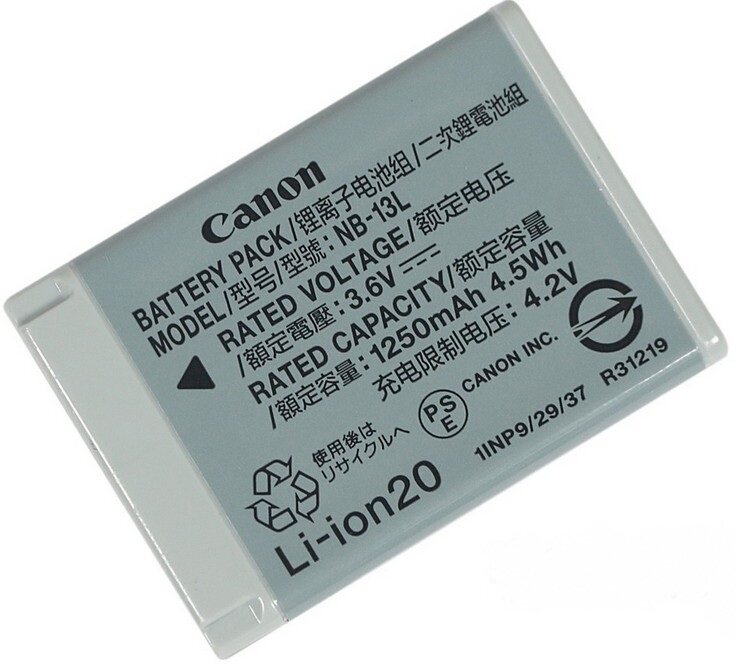 Canon
BATTERY PACK/锂离子电池组/二次鋰電池組
MODEL/型号/型號: NB-13L
RATED VOLTAGE/额定电压
/額定電壓: 3.6V⎓
RATED CAPACITY/额定容量
/額定容量: 1250mAh 4.5Wh
充电限制电压: 4.2V
PS
E
CANON INC.
R31219
使用後は
リサイクルへ
1INP9/29/37
Li-ion20